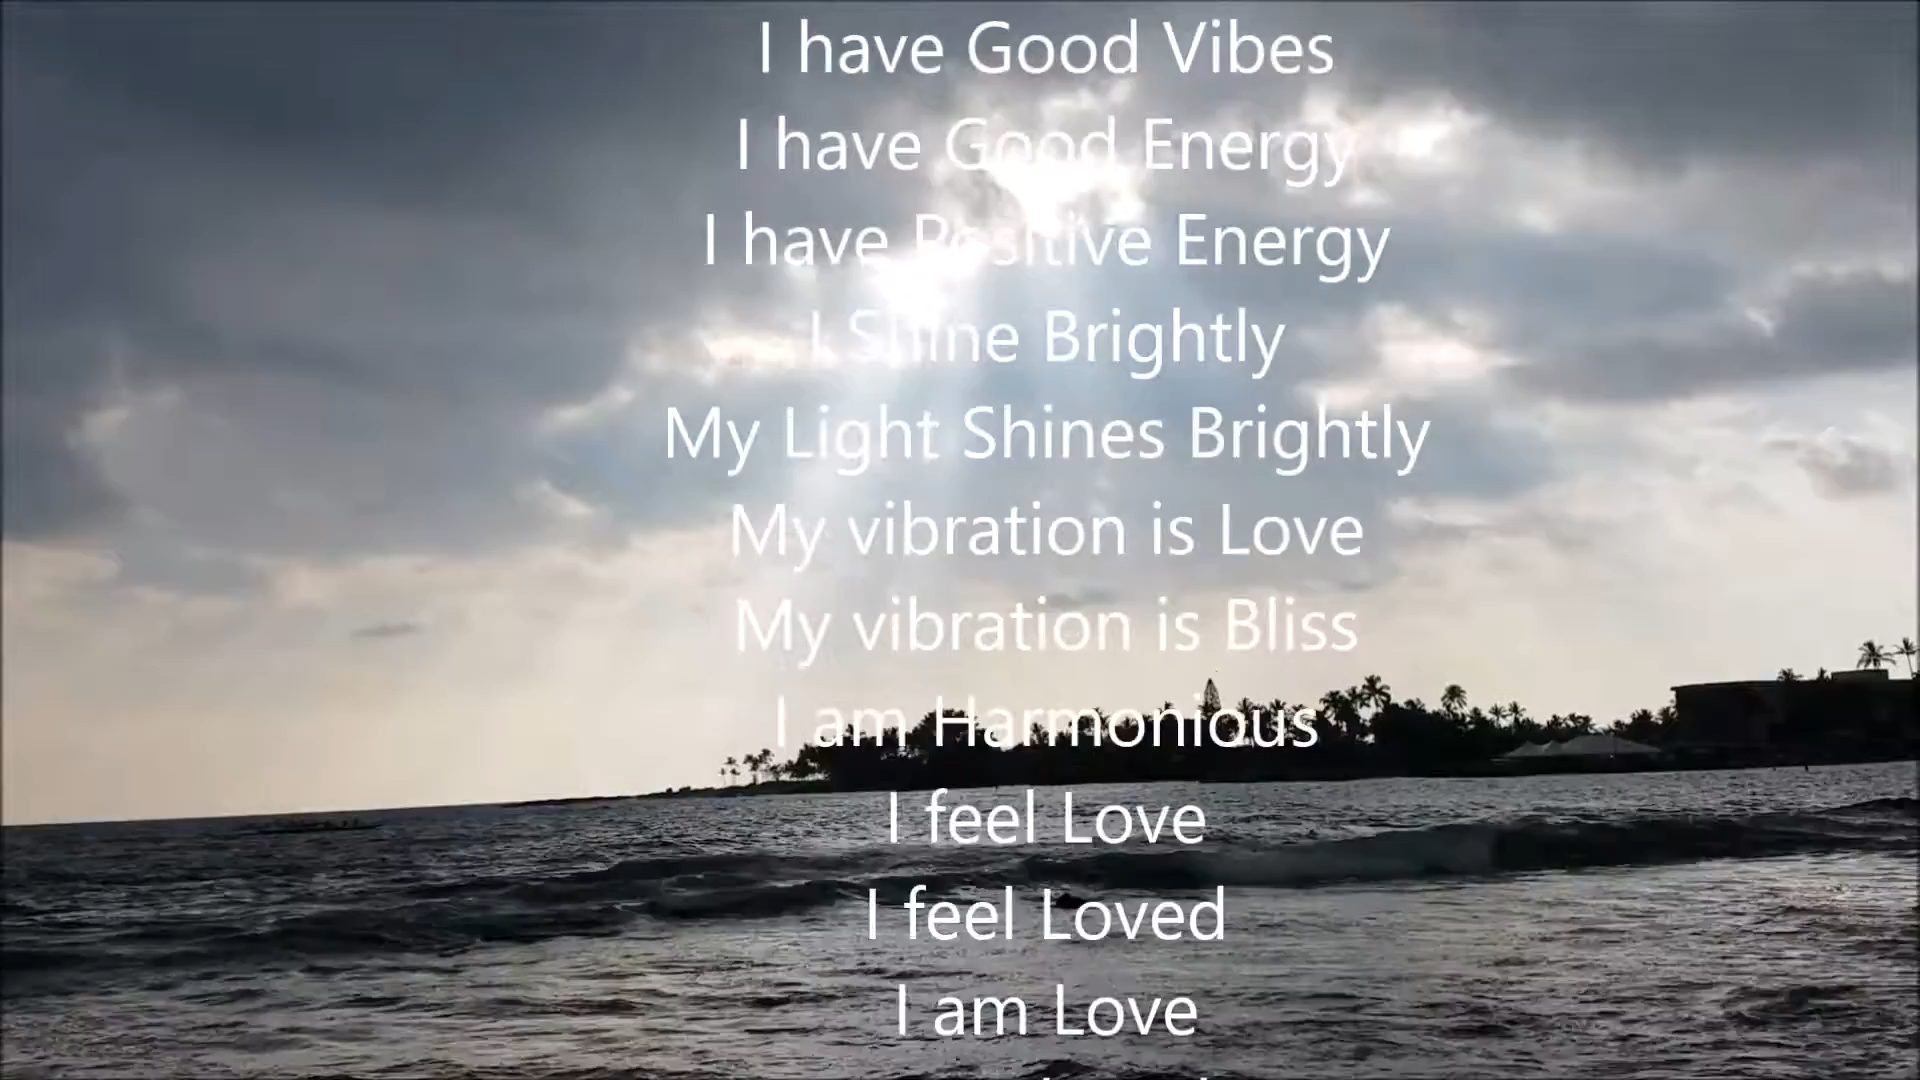 I have Good Vibes
I have Good Energy
I have Positive Energy
I Shine Brightly
My Light Shines Brightly
My vibration is Love
My vibration is Bliss
I am Harmonious
I feel Love
I feel Loved
I am Love